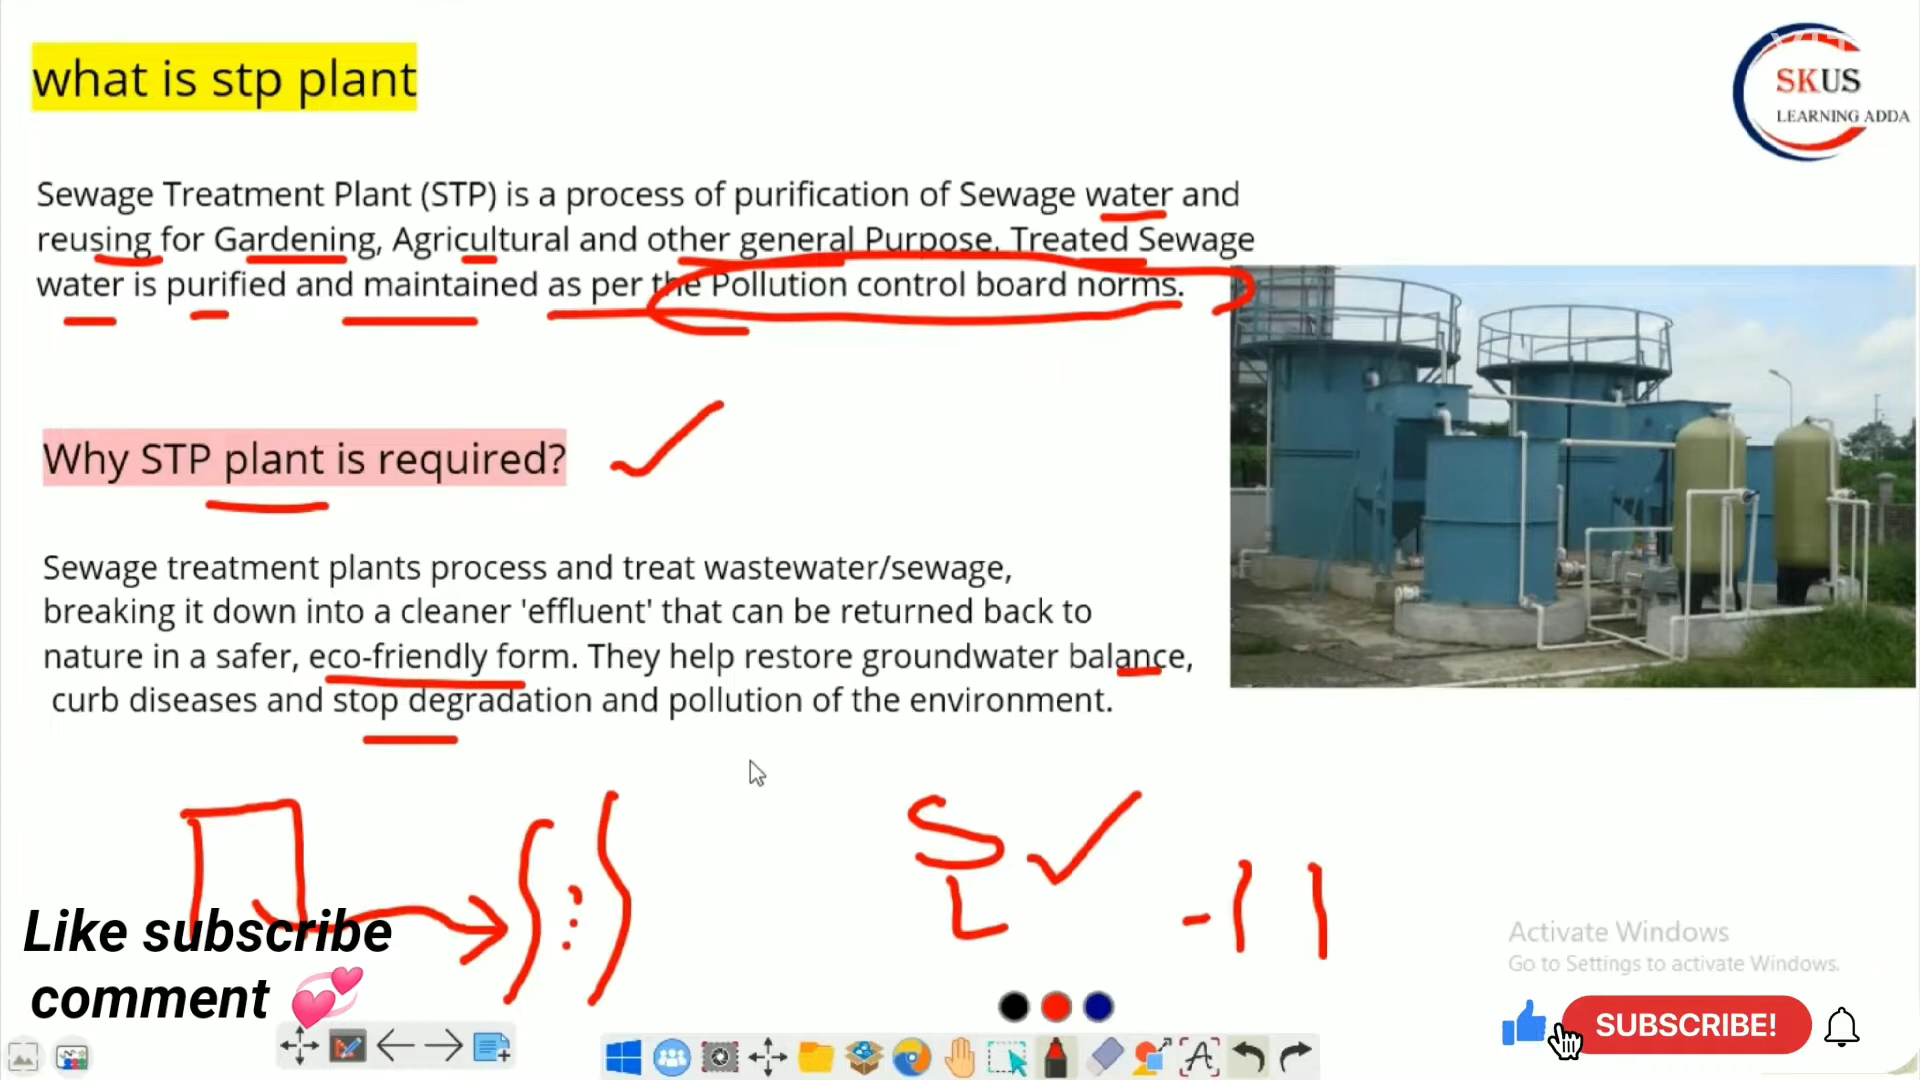 what is stp plant
SKUS
LEARNING ADDA
Sewage Treatment Plant (STP) is a process of purification of Sewage water and
reusing for Gardening, Agricultural and other general Purpose. Treated Sewage
water is purified and maintained as per the Pollution control board norms.
Why STP plant is required?
Sewage treatment plants process and treat wastewater/sewage,
breaking it down into a cleaner 'effluent' that can be returned back to
nature in a safer, eco-friendly form. They help restore groundwater balance,
curb diseases and stop degradation and pollution of the environment.
S
L
Like subscribe
comment
Activate Windows
Go to Settings to activate Windows.
SUBSCRIBE!